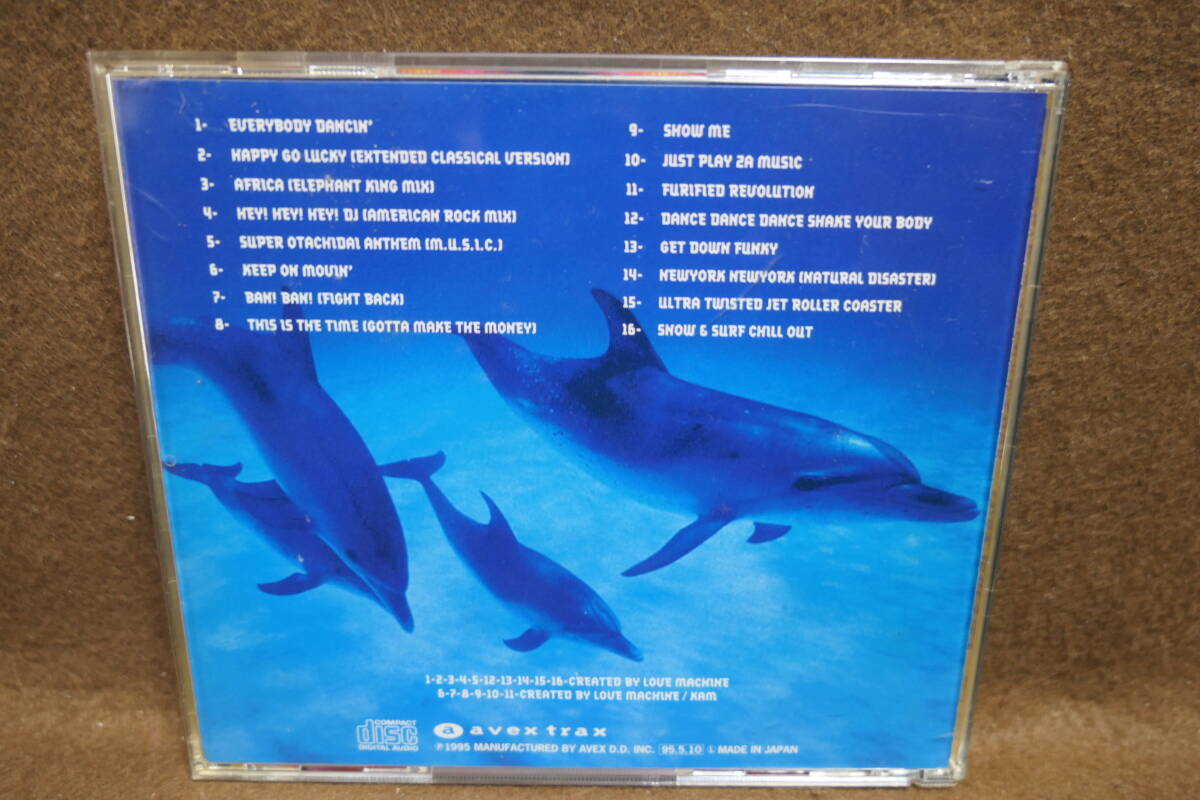 1- EVERYBODY DANCIN'
2- HAPPY GO LUCKY (EXTENDED CLASSICAL VERSION)
3- AFRICA (ELEPHANT KING MIX)
4- HEY! HEY! HEY! DJ (AMERICAN ROCK MIX)
5- SUPER OTACHIDAI ANTHEM (M.U.S.I.C.)
6- KEEP ON MOVIN'
7- BAH! BAH! (FIGHT BACK)
8- THIS IS THE TIME (GOTTA MAKE THE MONEY)
9- SHOW ME
10- JUST PLAY ZA MUSIC
11- FURIFIED REVOLUTION
12- DANCE DANCE DANCE SHAKE YOUR BODY
13- GET DOWN FUNKY
14- NEWYORK NEWYORK (NATURAL DISASTER)
15- ULTRA TWISTED JET ROLLER COASTER
16- SNOW & SURF CHILL OUT
1-2-3-4-5-12-13-14-15-16-CREATED BY LOVE MACHINE
6-7-8-9-10-11-CREATED BY LOVE MACHINE / KAM
COMPACT disc DIGITAL AUDIO
a avex trax
℗1995 MANUFACTURED BY AVEX D.D. INC. 95.5.10 Ⓛ MADE IN JAPAN